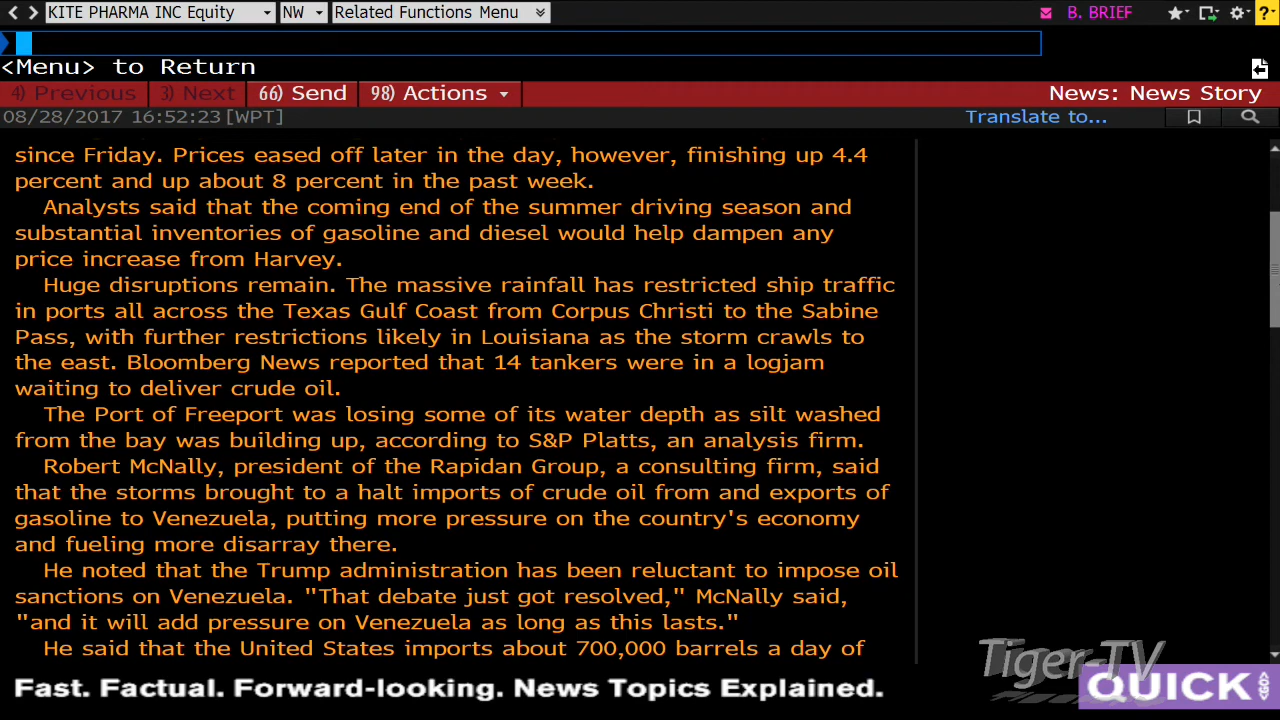 KITE PHARMA INC Equity NW Related Functions Menu B. BRIEF ?
<Menu> to Return
4) Previous 3) Next 66) Send 98) Actions News: News Story
08/28/2017 16:52:23[WPT] Translate to...
since Friday. Prices eased off later in the day, however, finishing up 4.4
percent and up about 8 percent in the past week.
Analysts said that the coming end of the summer driving season and
substantial inventories of gasoline and diesel would help dampen any
price increase from Harvey.
Huge disruptions remain. The massive rainfall has restricted ship traffic
in ports all across the Texas Gulf Coast from Corpus Christi to the Sabine
Pass, with further restrictions likely in Louisiana as the storm crawls to
the east. Bloomberg News reported that 14 tankers were in a logjam
waiting to deliver crude oil.
The Port of Freeport was losing some of its water depth as silt washed
from the bay was building up, according to S&P Platts, an analysis firm.
Robert McNally, president of the Rapidan Group, a consulting firm, said
that the storms brought to a halt imports of crude oil from and exports of
gasoline to Venezuela, putting more pressure on the country's economy
and fueling more disarray there.
He noted that the Trump administration has been reluctant to impose oil
sanctions on Venezuela. "That debate just got resolved," McNally said,
"and it will add pressure on Venezuela as long as this lasts."
He said that the United States imports about 700,000 barrels a day of
Tiger-TV
Fast. Factual. Forward-looking. News Topics Explained.
QUICK